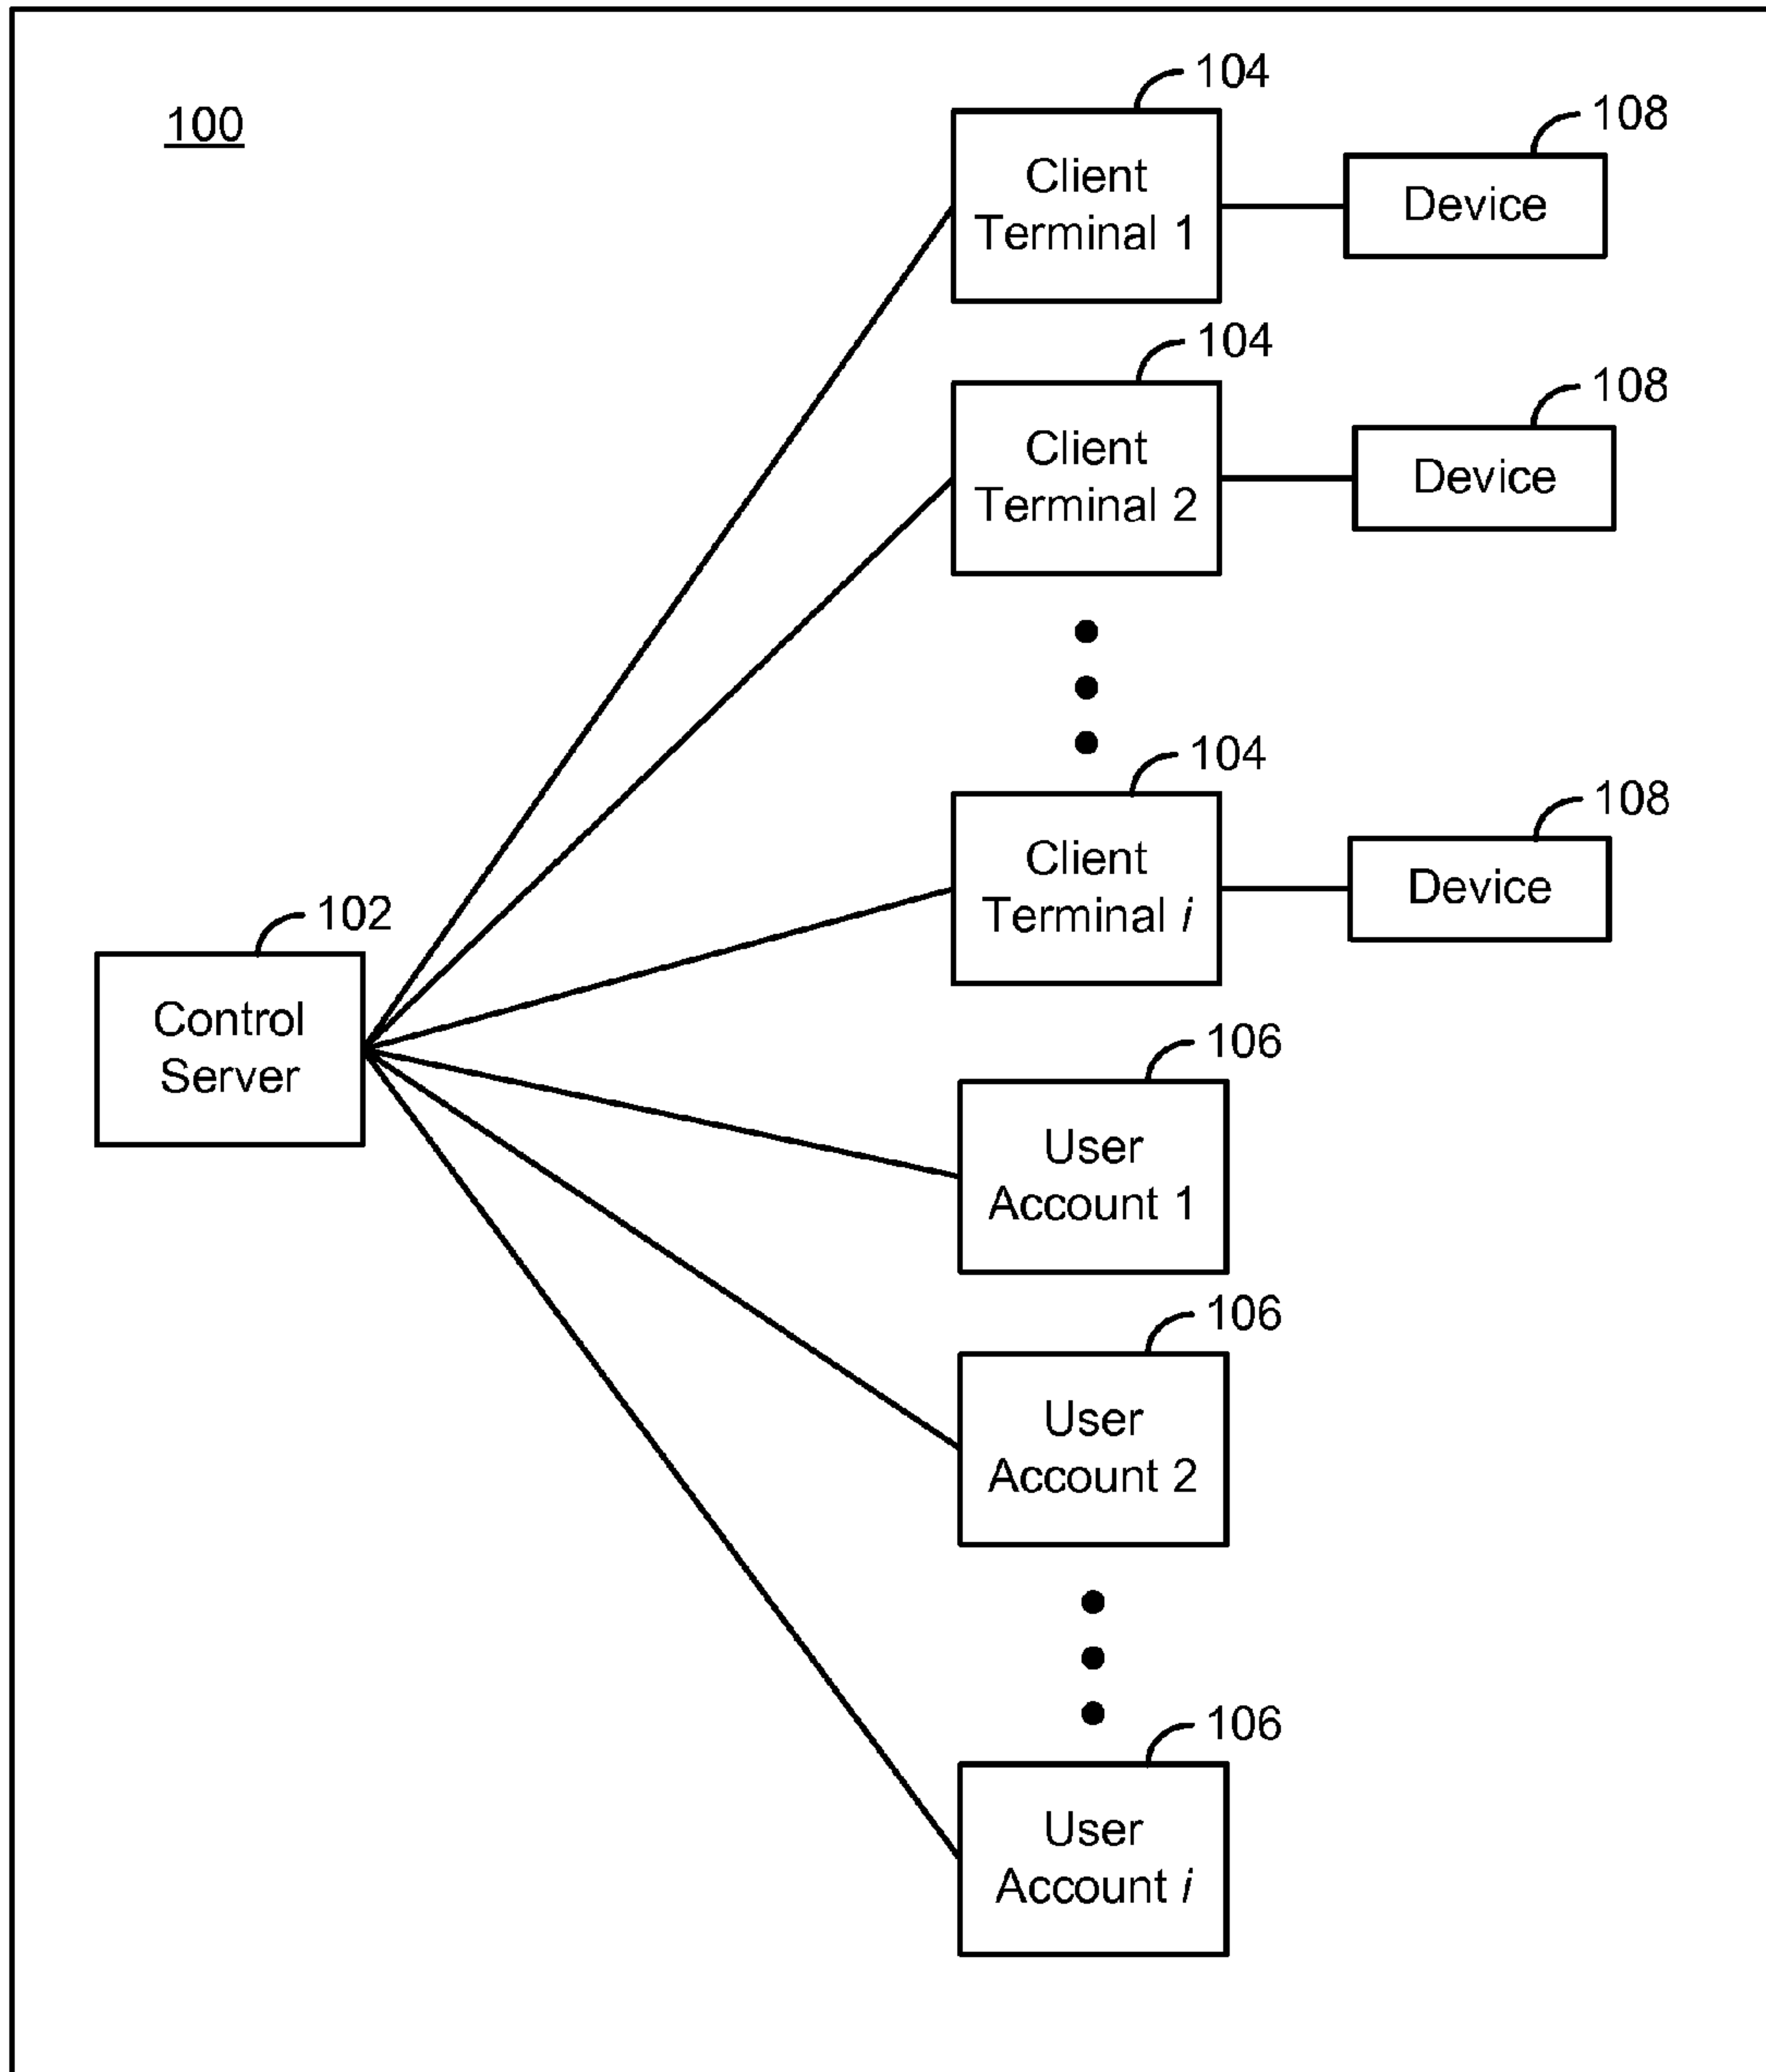 100
104
Client
Terminal 1
108
Device
104
Client
Terminal 2
108
Device
104
Client
Terminal i
108
Device
102
Control
Server
106
User
Account 1
106
User
Account 2
106
User
Account i